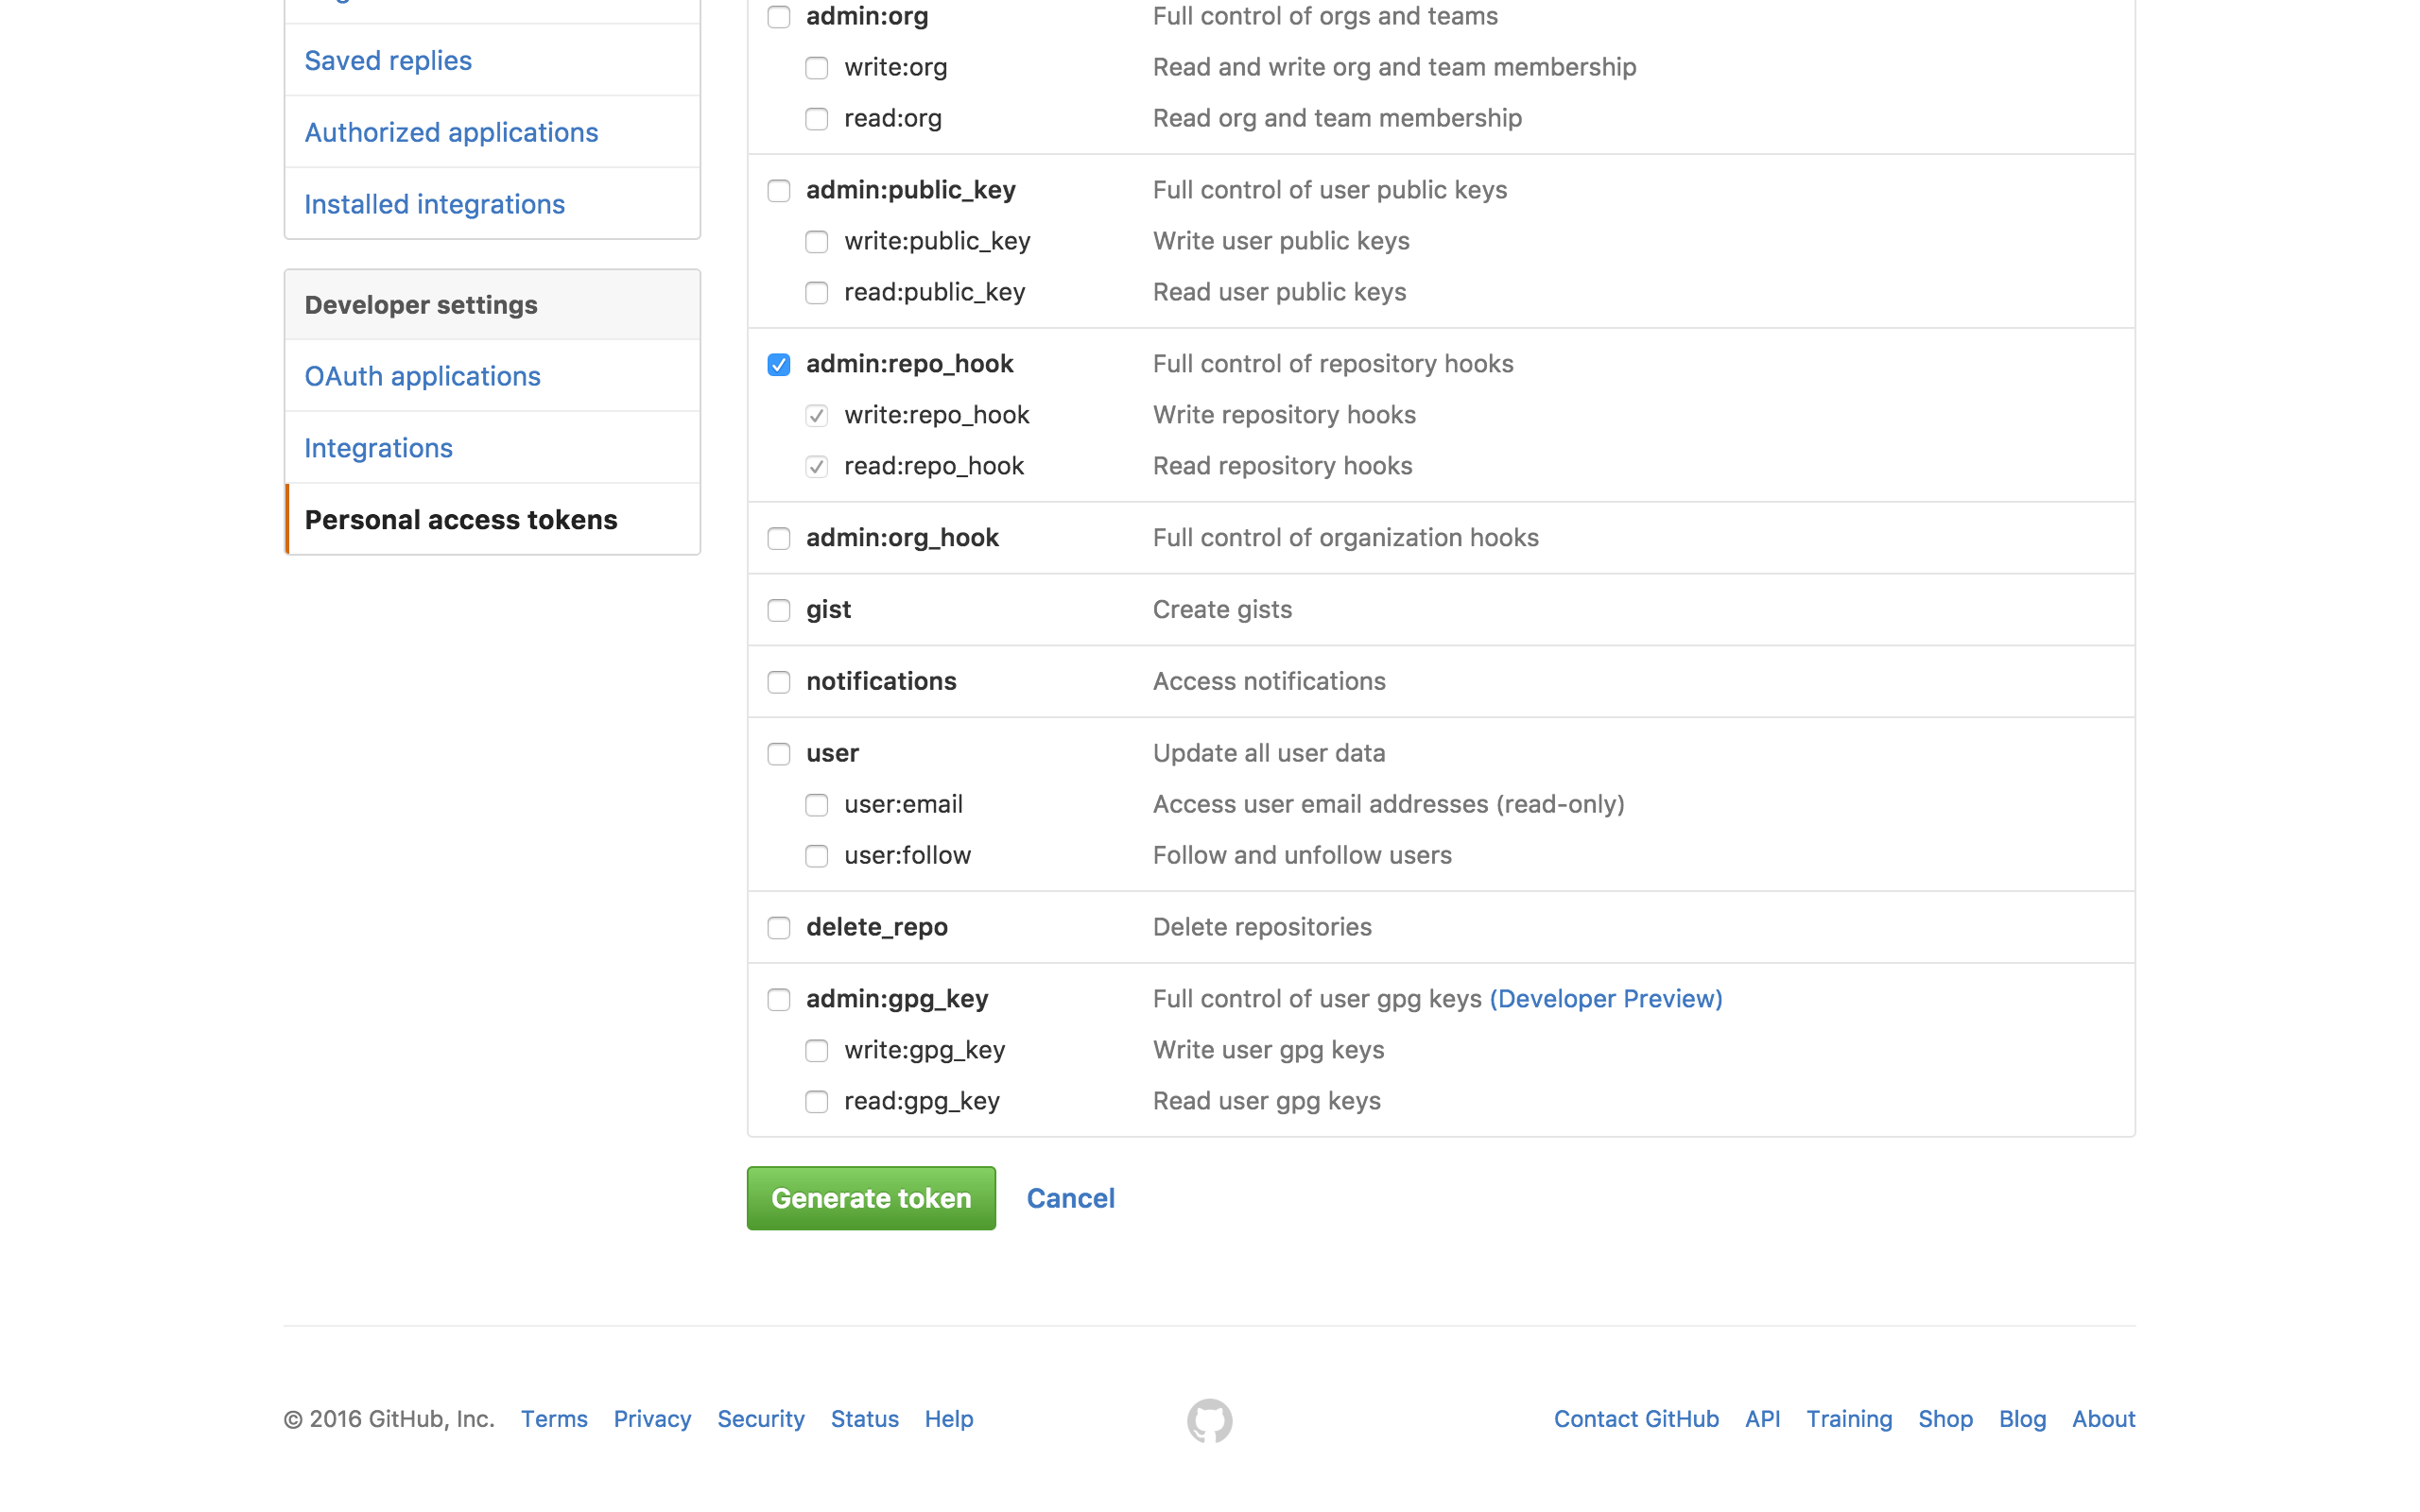 Saved replies
Authorized applications
Installed integrations
Developer settings
OAuth applications
Integrations
Personal access tokens
admin:org Full control of orgs and teams
write:org Read and write org and team membership
read:org Read org and team membership
admin:public_key Full control of user public keys
write:public_key Write user public keys
read:public_key Read user public keys
admin:repo_hook Full control of repository hooks
write:repo_hook Write repository hooks
read:repo_hook Read repository hooks
admin:org_hook Full control of organization hooks
gist Create gists
notifications Access notifications
user Update all user data
user:email Access user email addresses (read-only)
user:follow Follow and unfollow users
delete_repo Delete repositories
admin:gpg_key Full control of user gpg keys (Developer Preview)
write:gpg_key Write user gpg keys
read:gpg_key Read user gpg keys
Generate token Cancel
© 2016 GitHub, Inc. Terms Privacy Security Status Help Contact GitHub API Training Shop Blog About